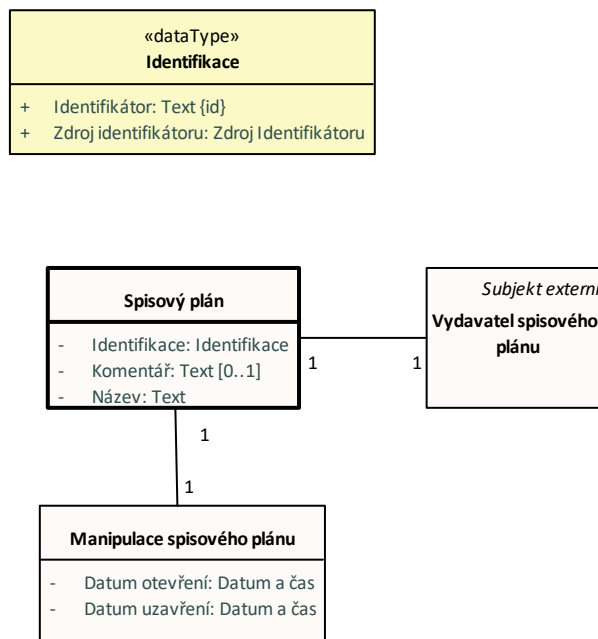 «dataType»
Identifikace
+ Identifikátor: Text {id}
+ Zdroj identifikátoru: Zdroj Identifikátoru
Spisový plán
- Identifikace: Identifikace
- Komentář: Text [0..1]
- Název: Text
Subjekt externí
Vydavatel spisového
plánu
1
1
1
1
Manipulace spisového plánu
- Datum otevření: Datum a čas
- Datum uzavření: Datum a čas